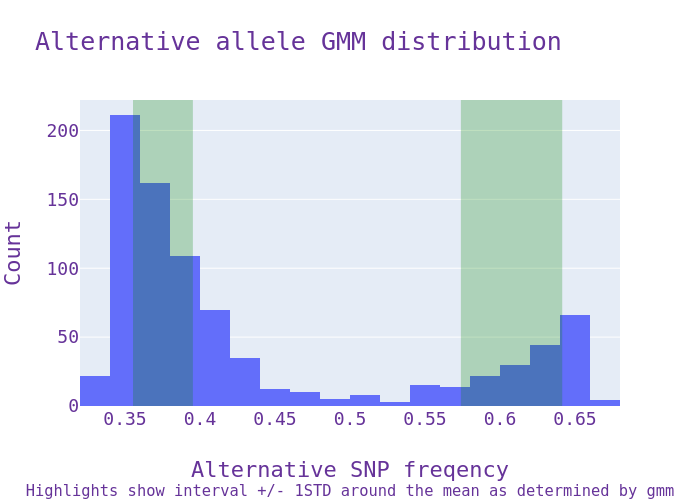 Alternative allele GMM distribution
Count
200
150
100
50
0
0.35 0.4 0.45 0.5 0.55 0.6 0.65
Alternative SNP freqency
Highlights show interval +/- 1STD around the mean as determined by gmm